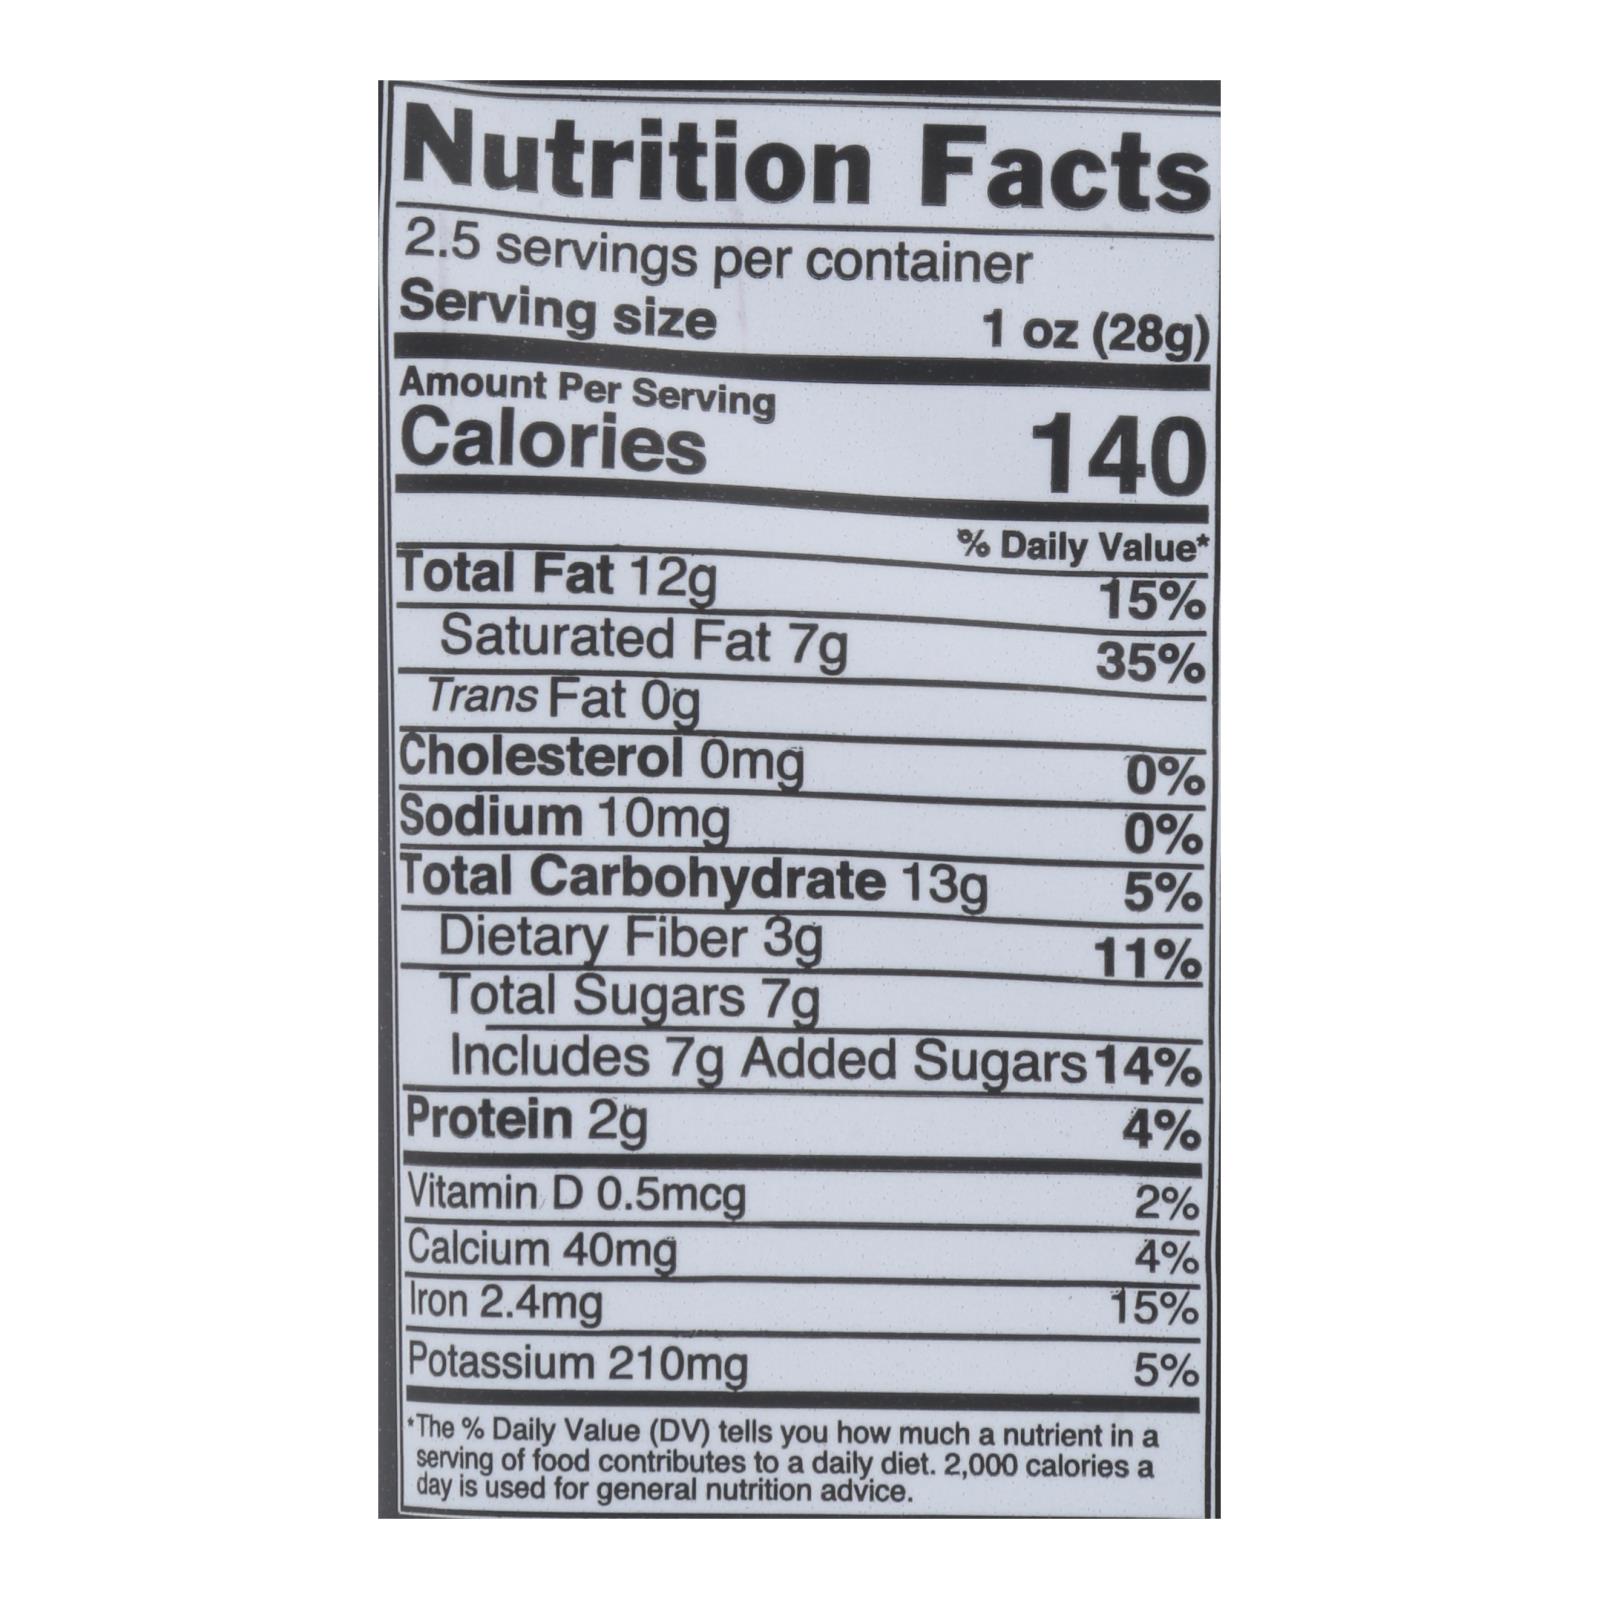 Nutrition Facts
2.5 servings per container
Serving size 1 oz (28g)
Amount Per Serving
Calories 140
% Daily Value*
Total Fat 12g 15%
Saturated Fat 7g 35%
Trans Fat 0g
Cholesterol 0mg 0%
Sodium 10mg 0%
Total Carbohydrate 13g 5%
Dietary Fiber 3g 11%
Total Sugars 7g
Includes 7g Added Sugars 14%
Protein 2g 4%
Vitamin D 0.5mcg 2%
Calcium 40mg 4%
Iron 2.4mg 15%
Potassium 210mg 5%
*The % Daily Value (DV) tells you how much a nutrient in a
serving of food contributes to a daily diet. 2,000 calories a
day is used for general nutrition advice.